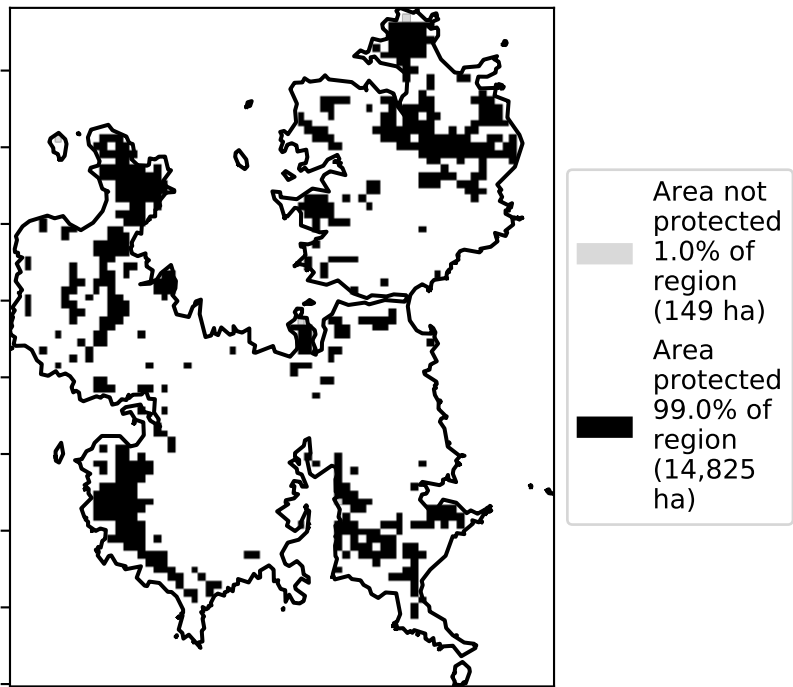 Area not
protected
1.0% of
region
(149 ha)
Area
protected
99.0% of
region
(14,825
ha)